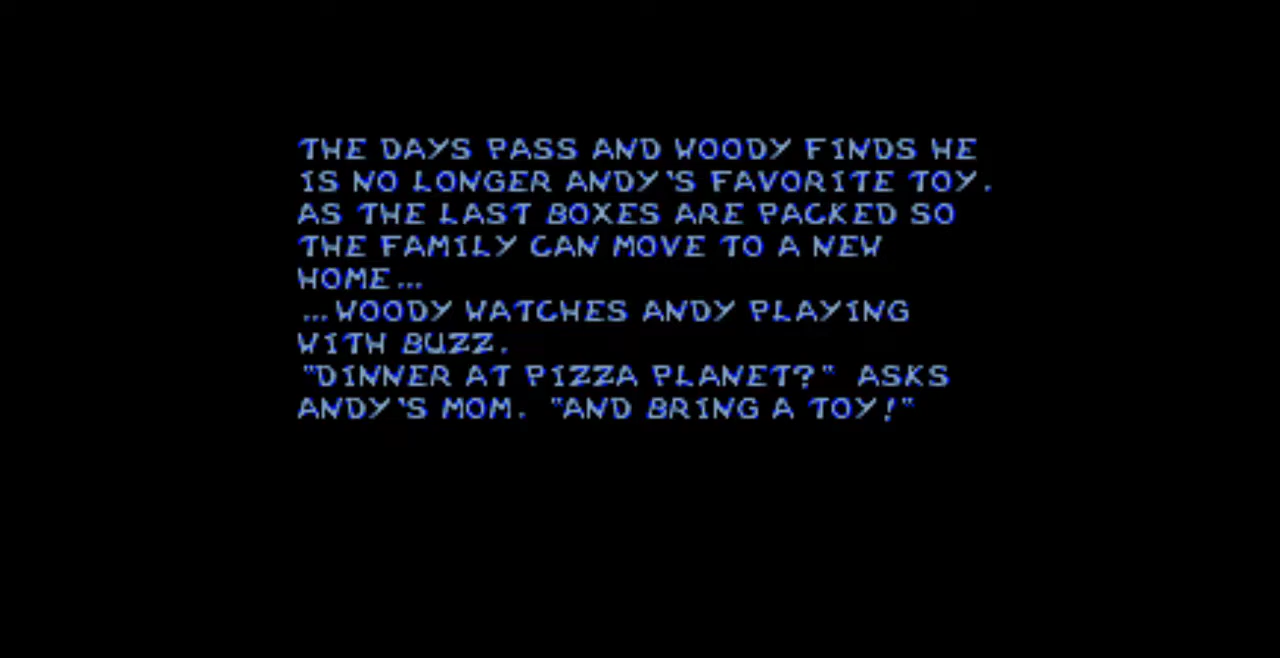 THE DAYS PASS AND WOODY FINDS HE
IS NO LONGER ANDY'S FAVORITE TOY.
AS THE LAST BOXES ARE PACKED SO
THE FAMILY CAN MOVE TO A NEW
HOME...
...WOODY WATCHES ANDY PLAYING
WITH BUZZ.
"DINNER AT PIZZA PLANET?" ASKS
ANDY'S MOM. "AND BRING A TOY!"